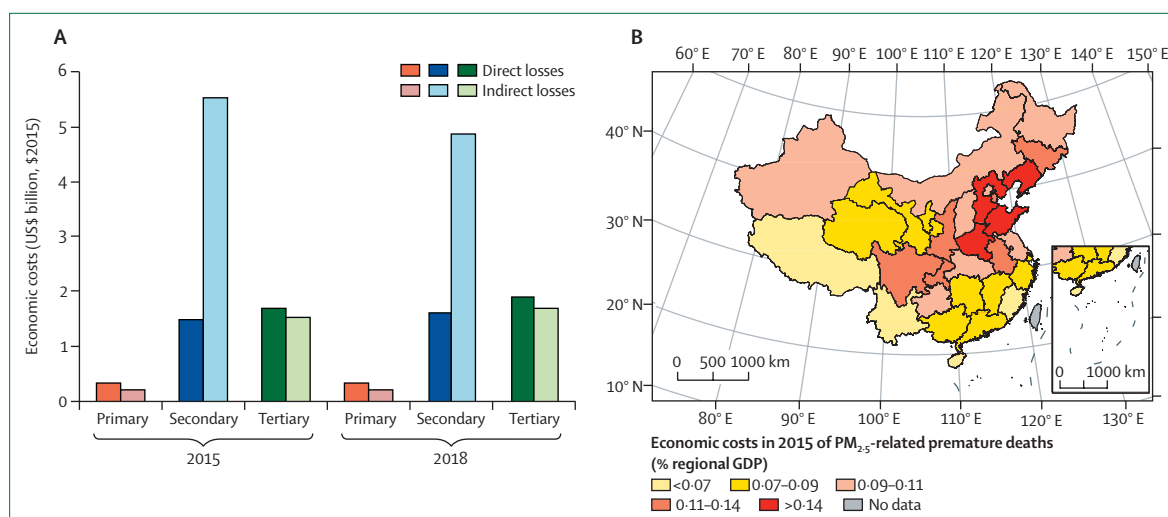 A
6
5
4
3
2
1
0
Economic costs (US$ billion, $2015)
Direct losses
Indirect losses
Primary Secondary Tertiary Primary Secondary Tertiary
2015 2018
B
60° E 70° E 80° E 90° E 100° E 110° E 120° E 130° E 140° E 150° E
40° N
30° N
20° N
10° N
0 500 1000 km
0 1000 km
80° E 90° E 100° E 110° E 120° E 130° E
Economic costs in 2015 of PM2·5-related premature deaths
(% regional GDP)
<0·07 0·07–0·09 0·09–0·11
0·11–0·14 >0·14 No data